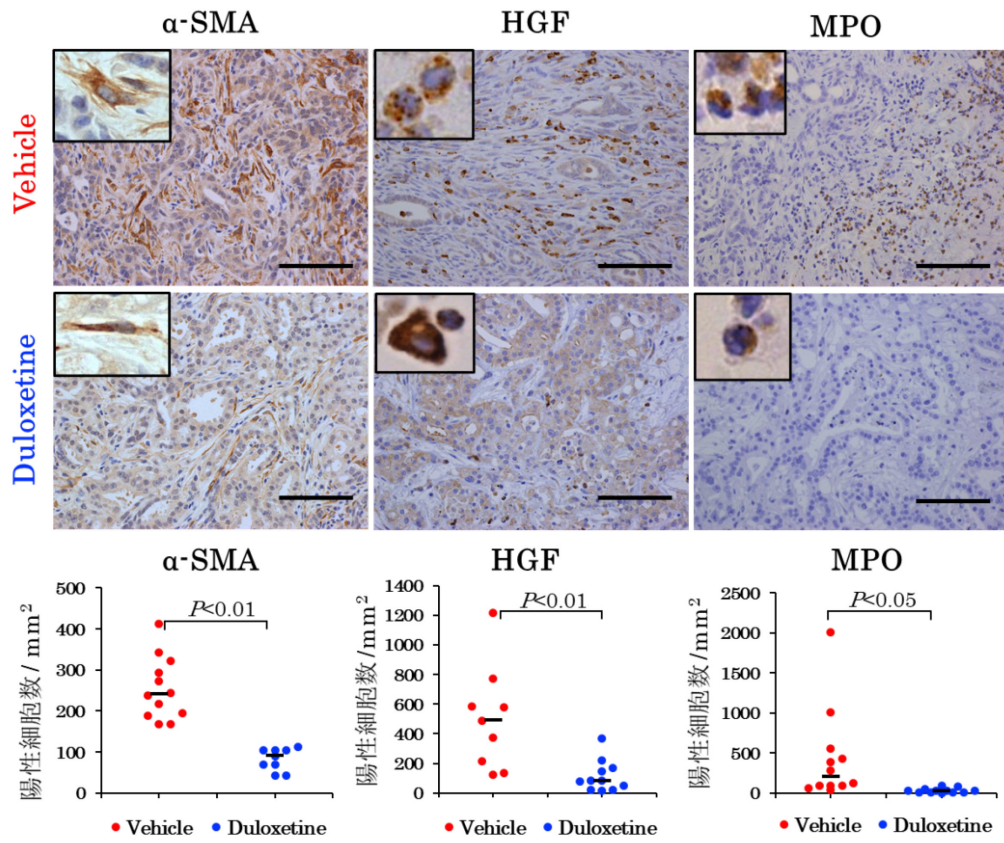 α-SMA HGF MPO
Vehicle
Duloxetine
α-SMA
陽性細胞数/mm²
500
400
300
200
100
0
P<0.01
Vehicle Duloxetine
HGF
陽性細胞数/mm²
1400
1200
1000
800
600
400
200
0
P<0.01
Vehicle Duloxetine
MPO
陽性細胞数/mm²
2500
2000
1500
1000
500
0
P<0.05
Vehicle Duloxetine